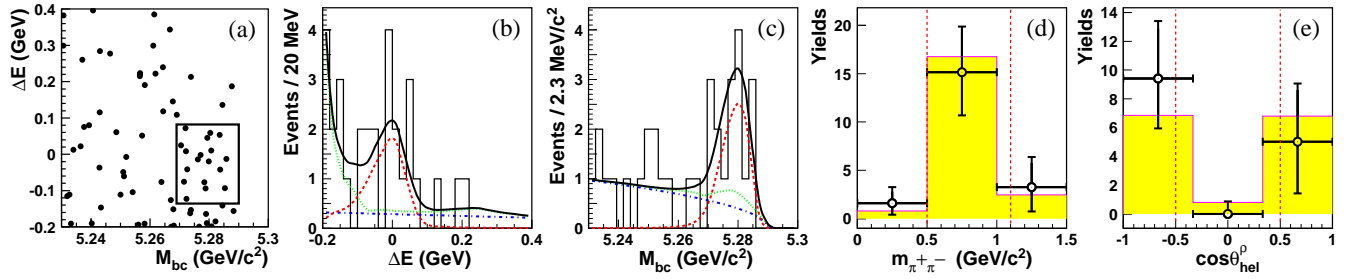 (a)
ΔE (GeV)
0.4
0.3
0.2
0.1
0
-0.1
-0.2
5.24 5.26 5.28 5.3
M_bc (GeV/c²)
(b)
Events / 20 MeV
4
3
2
1
0
-0.2 0 0.2 0.4
ΔE (GeV)
(c)
Events / 2.3 MeV/c²
4
3
2
1
0
5.24 5.26 5.28 5.3
M_bc (GeV/c²)
(d)
Yields
20
15
10
5
0
0 0.5 1.0 1.5
m_π⁺π⁻ (GeV/c²)
(e)
Yields
14
12
10
8
6
4
2
0
-1 -0.5 0 0.5 1
cosθ^ρ_hel